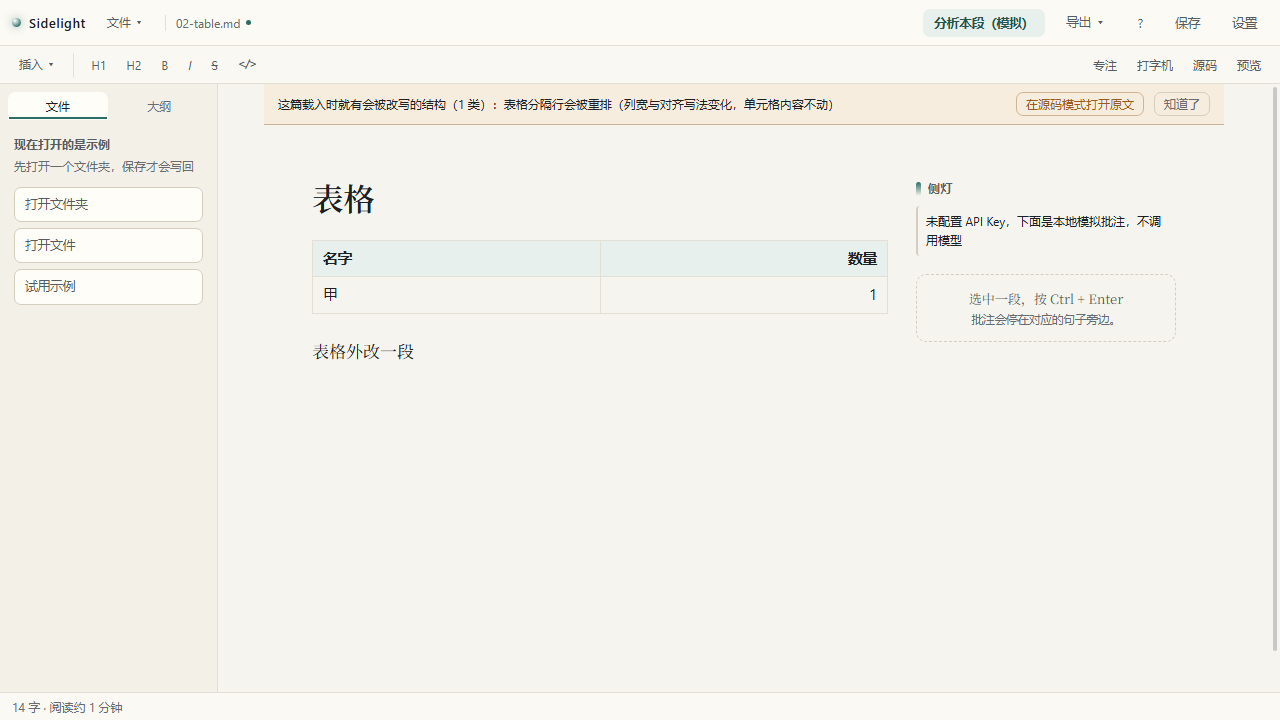 Sidelight 文件 02-table.md 分析本段（模拟） 导出 ? 保存 设置
插入 H1 H2 B I S </> 专注 打字机 源码 预览
文件 大纲
现在打开的是示例
先打开一个文件夹，保存才会写回
打开文件夹
打开文件
试用示例
这篇载入时就有会被改写的结构（1 类）：表格分隔行会被重排（列宽与对齐写法变化，单元格内容不动） 在源码模式打开原文 知道了
表格
名字 数量
甲 1
表格外改一段
侧灯
未配置 API Key，下面是本地模拟批注，不调
用模型
选中一段，按 Ctrl + Enter
批注会停在对应的句子旁边。
14 字 · 阅读约 1 分钟